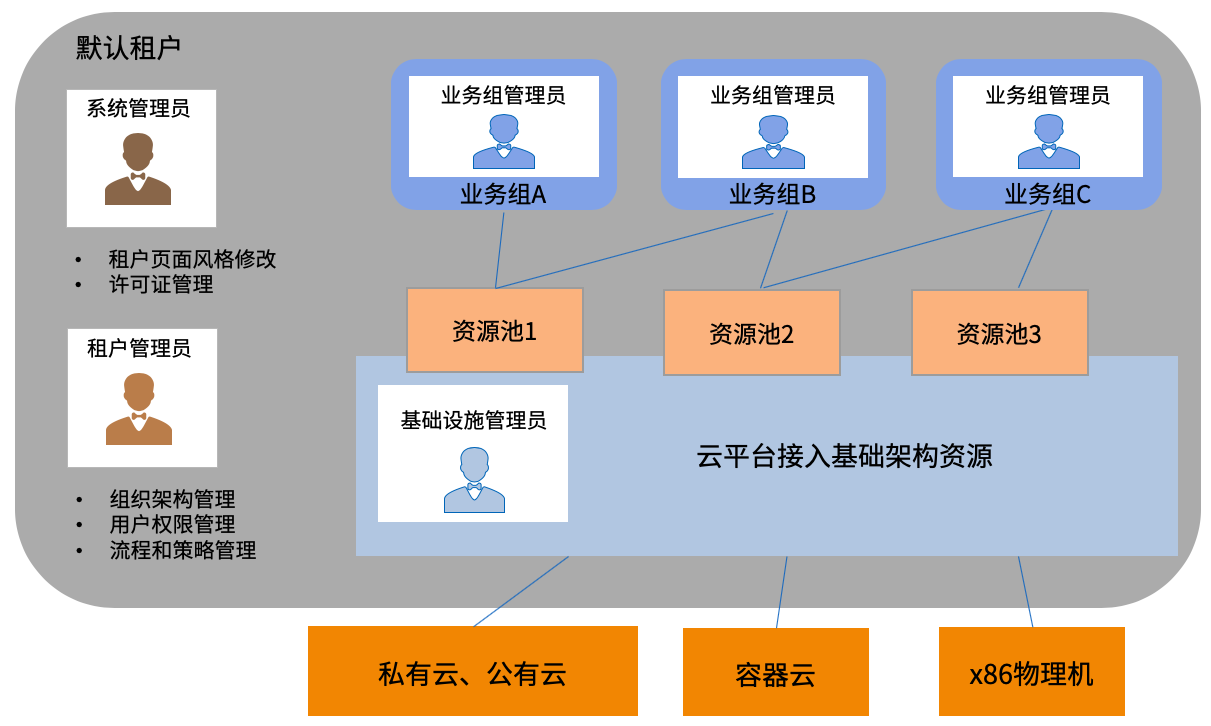 默认租户
系统管理员
• 租户页面风格修改
• 许可证管理
租户管理员
• 组织架构管理
• 用户权限管理
• 流程和策略管理
业务组管理员
业务组A
业务组管理员
业务组B
业务组管理员
业务组C
资源池1
资源池2
资源池3
基础设施管理员
云平台接入基础架构资源
私有云、公有云
容器云
x86物理机